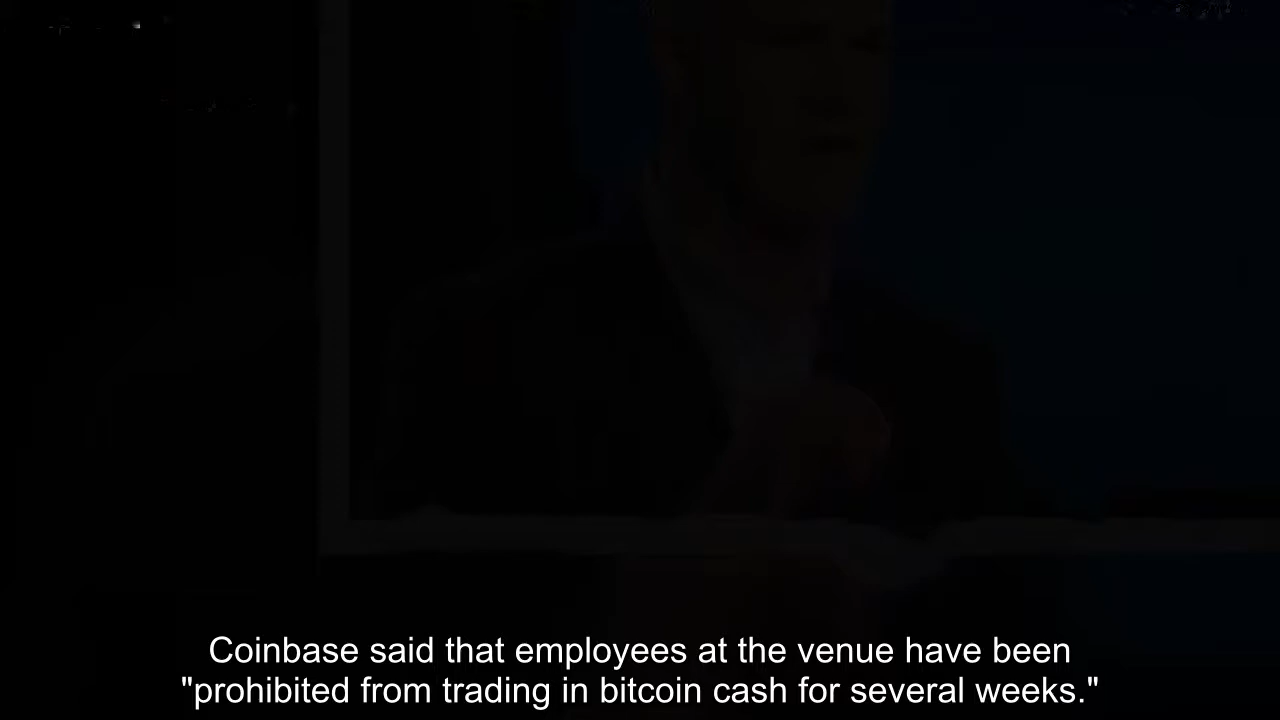 Coinbase said that employees at the venue have been
"prohibited from trading in bitcoin cash for several weeks."